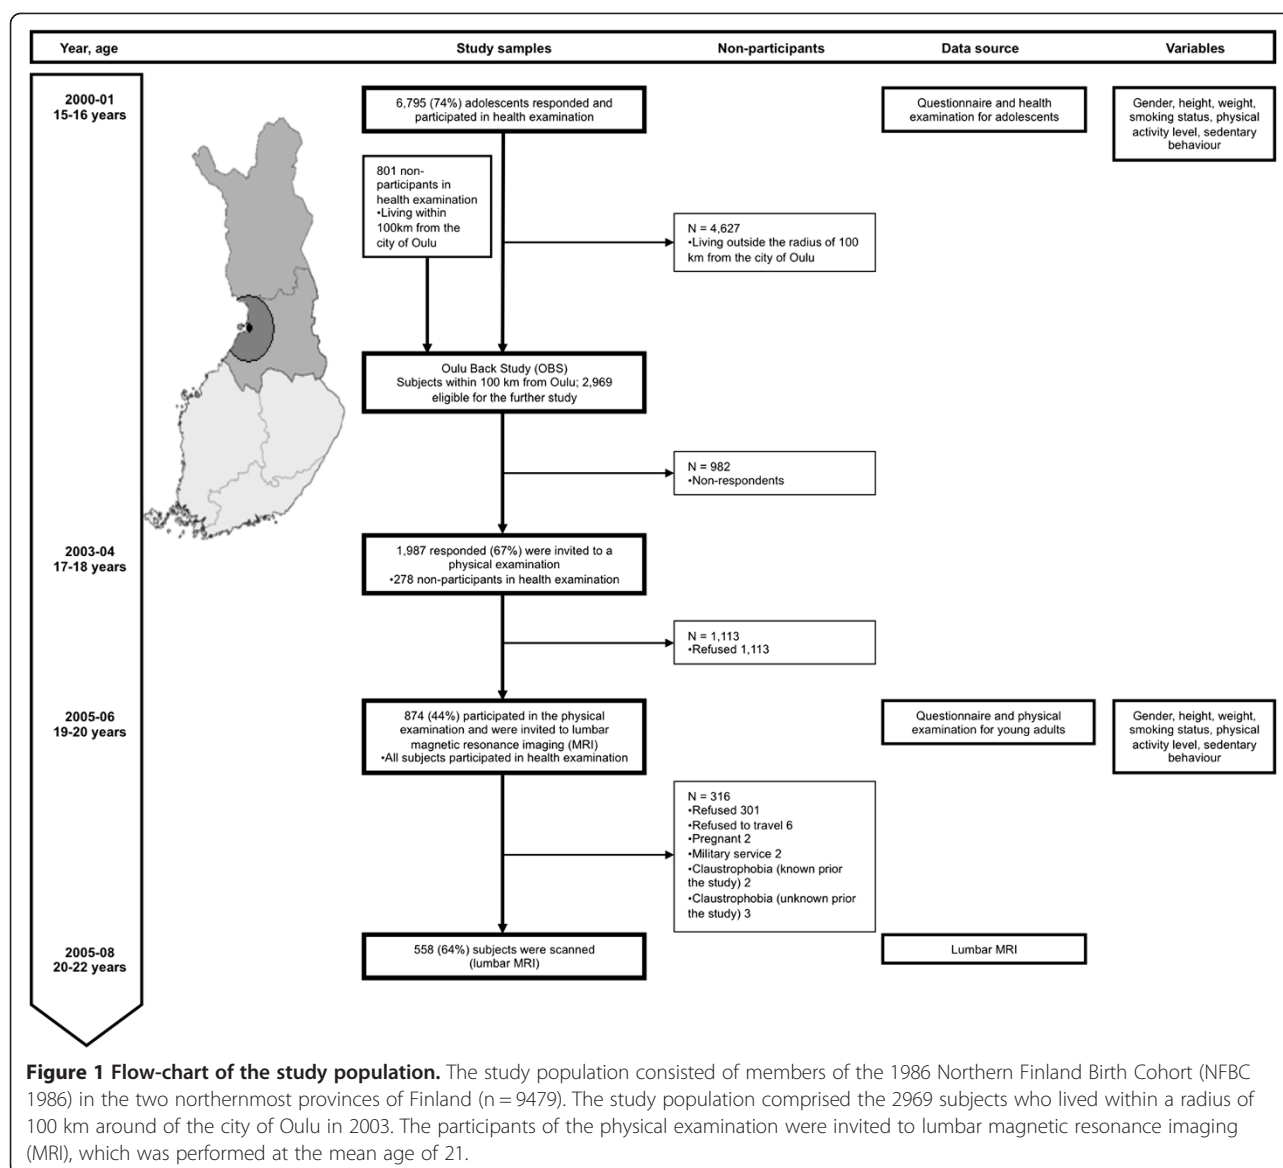 Year, age
Study samples
Non-participants
Data source
Variables
2000-01
15-16 years
6,795 (74%) adolescents responded and
participated in health examination
Questionnaire and health
examination for adolescents
Gender, height, weight,
smoking status, physical
activity level, sedentary
behaviour
801 non-
participants in
health examination
•Living within
100km from the
city of Oulu
N = 4,627
•Living outside the radius of 100
km from the city of Oulu
Oulu Back Study (OBS)
Subjects within 100 km from Oulu; 2,969
eligible for the further study
N = 982
•Non-respondents
2003-04
17-18 years
1,987 responded (67%) were invited to a
physical examination
•278 non-participants in health examination
N = 1,113
•Refused 1,113
2005-06
19-20 years
874 (44%) participated in the physical
examination and were invited to lumbar
magnetic resonance imaging (MRI)
•All subjects participated in health examination
Questionnaire and physical
examination for young adults
Gender, height, weight,
smoking status, physical
activity level, sedentary
behaviour
N = 316
•Refused 301
•Refused to travel 6
•Pregnant 2
•Military service 2
•Claustrophobia (known prior
the study) 2
•Claustrophobia (unknown prior
the study) 3
2005-08
20-22 years
558 (64%) subjects were scanned
(lumbar MRI)
Lumbar MRI
Figure 1 Flow-chart of the study population. The study population consisted of members of the 1986 Northern Finland Birth Cohort (NFBC
1986) in the two northernmost provinces of Finland (n = 9479). The study population comprised the 2969 subjects who lived within a radius of
100 km around of the city of Oulu in 2003. The participants of the physical examination were invited to lumbar magnetic resonance imaging
(MRI), which was performed at the mean age of 21.